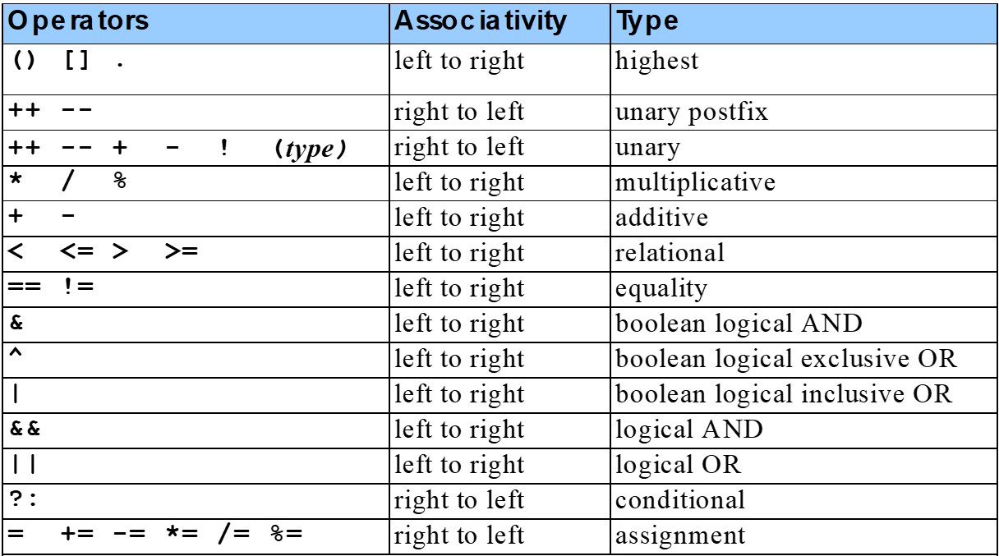 Operators Associativity Type
() [] . left to right highest
++ -- right to left unary postfix
++ -- + - ! (type) right to left unary
* / % left to right multiplicative
+ - left to right additive
< <= > >= left to right relational
== != left to right equality
& left to right boolean logical AND
^ left to right boolean logical exclusive OR
| left to right boolean logical inclusive OR
&& left to right logical AND
|| left to right logical OR
?: right to left conditional
= += -= *= /= %= right to left assignment